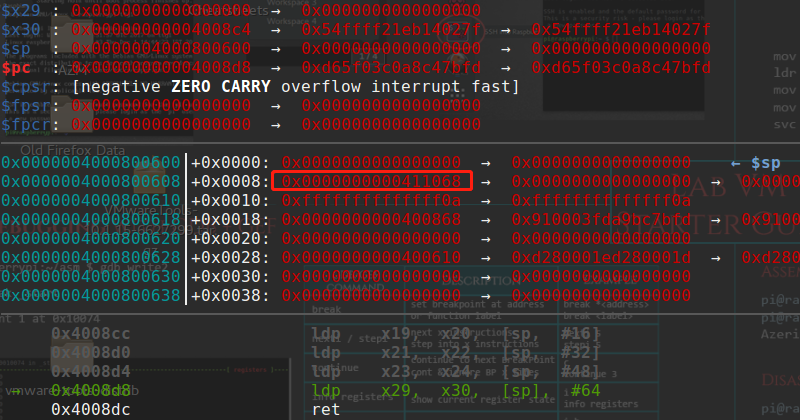 $x29 : 0x0000000000000000 → 0x0000000000000000
$x30 : 0x00000000004008c4 → 0x54ffff21eb14027f → 0x54ffff21eb14027f
$sp : 0x0000004000800600 → 0x0000000000000000 → 0x0000000000000000
$pc : 0x00000000004008d8 → 0xd65f03c0a8c47bfd → 0xd65f03c0a8c47bfd
$cpsr: [negative ZERO CARRY overflow interrupt fast]
$fpsr: 0x0000000000000000 → 0x0000000000000000
$fpcr: 0x0000000000000000 → 0x0000000000000000
Old Firefox Data
0x0000004000800600│+0x0000: 0x0000000000000000 → 0x0000000000000000 ← $sp
0x0000004000800608│+0x0008: 0x0000000000411068 → 0x0000000000000000 → 0x0000
0x0000004000800610│+0x0010: 0xffffffffffffff0a → 0xffffffffffffff0a
0x0000004000800618│+0x0018: 0x0000000000400868 → 0x910003fda9bc7bfd → 0x9100
0x0000004000800620│+0x0020: 0x0000000000000000 → 0x0000000000000000
0x0000004000800628│+0x0028: 0x0000000000400610 → 0xd280001ed280001d → 0xd280
0x0000004000800630│+0x0030: 0x0000000000000000 → 0x0000000000000000
0x0000004000800638│+0x0038: 0x0000000000000000 → 0x0000000000000000
0x4008cc ldp x19, x20, [sp, #16]
0x4008d0 ldp x21, x22, [sp, #32]
0x4008d4 ldp x23, x24, [sp, #48]
→ 0x4008d8 ldp x29, x30, [sp], #64
0x4008dc ret